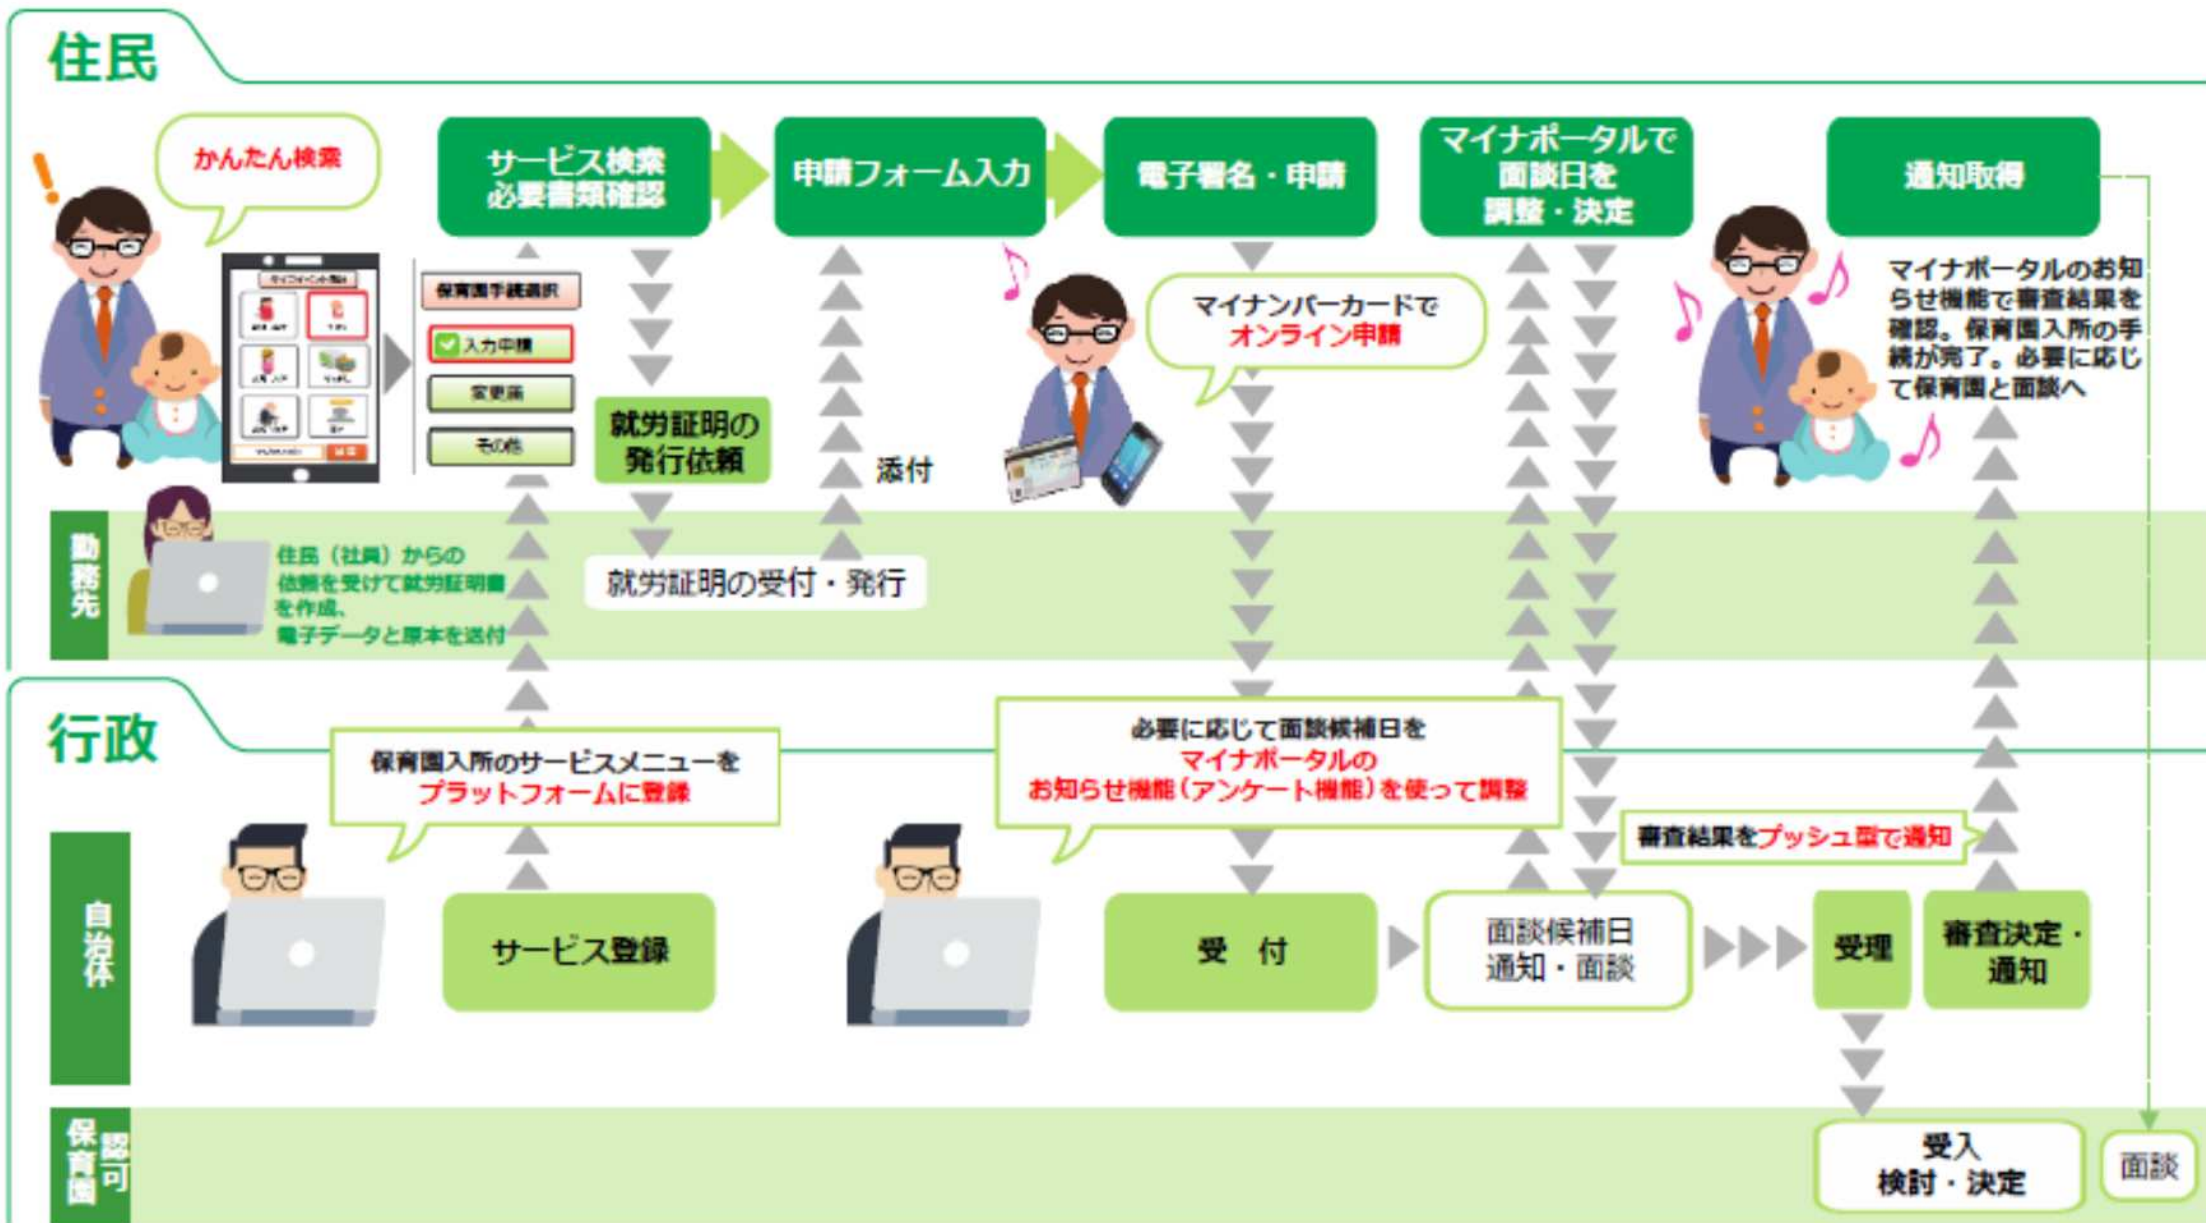 住民
かんたん検索
サービス検索
必要書類確認
申請フォーム入力
電子署名・申請
マイナポータルで
面談日を
調整・決定
通知取得
保育園手続選択
入力申請
変更届
その他
マイナンバーカードで
オンライン申請
マイナポータルのお知
らせ機能で審査結果を
確認。保育園入所の手
続が完了。必要に応じ
て保育園と面談へ
就労証明の
発行依頼
添付
勤務先
住民（社員）からの
依頼を受けて就労証明書
を作成、
電子データと原本を送付
就労証明の受付・発行
行政
保育園入所のサービスメニューを
プラットフォームに登録
必要に応じて面談候補日を
マイナポータルの
お知らせ機能（アンケート機能）を使って調整
審査結果をプッシュ型で通知
自治体
サービス登録
受　付
面談候補日
通知・面談
受理
審査決定・
通知
認可
保育園
受入
検討・決定
面談